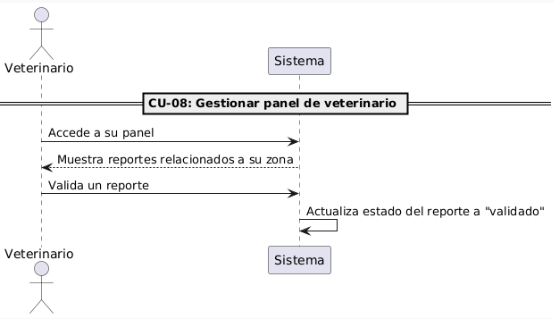 Veterinario
Sistema
CU-08: Gestionar panel de veterinario
Accede a su panel
Muestra reportes relacionados a su zona
Valida un reporte
Actualiza estado del reporte a "validado"
Veterinario
Sistema